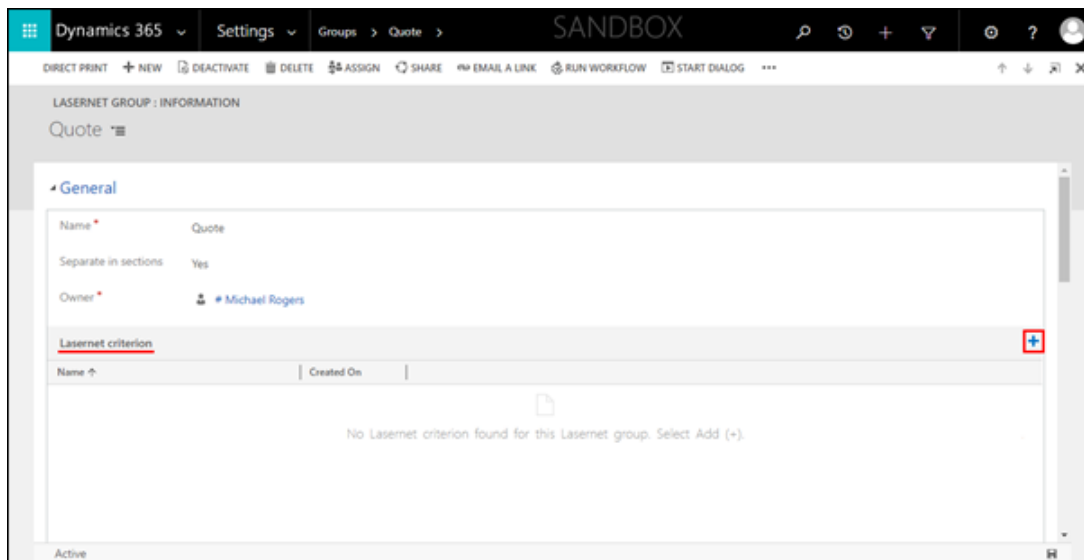 Dynamics 365 Settings Groups > Quote > SANDBOX ?
DIRECT PRINT + NEW DEACTIVATE DELETE ASSIGN SHARE EMAIL A LINK RUN WORKFLOW START DIALOG ...
LASERNET GROUP : INFORMATION
Quote
General
Name * Quote
Separate in sections Yes
Owner * # Michael Rogers
Lasernet criterion +
Name ↑ Created On
No Lasernet criterion found for this Lasernet group. Select Add (+).
Active